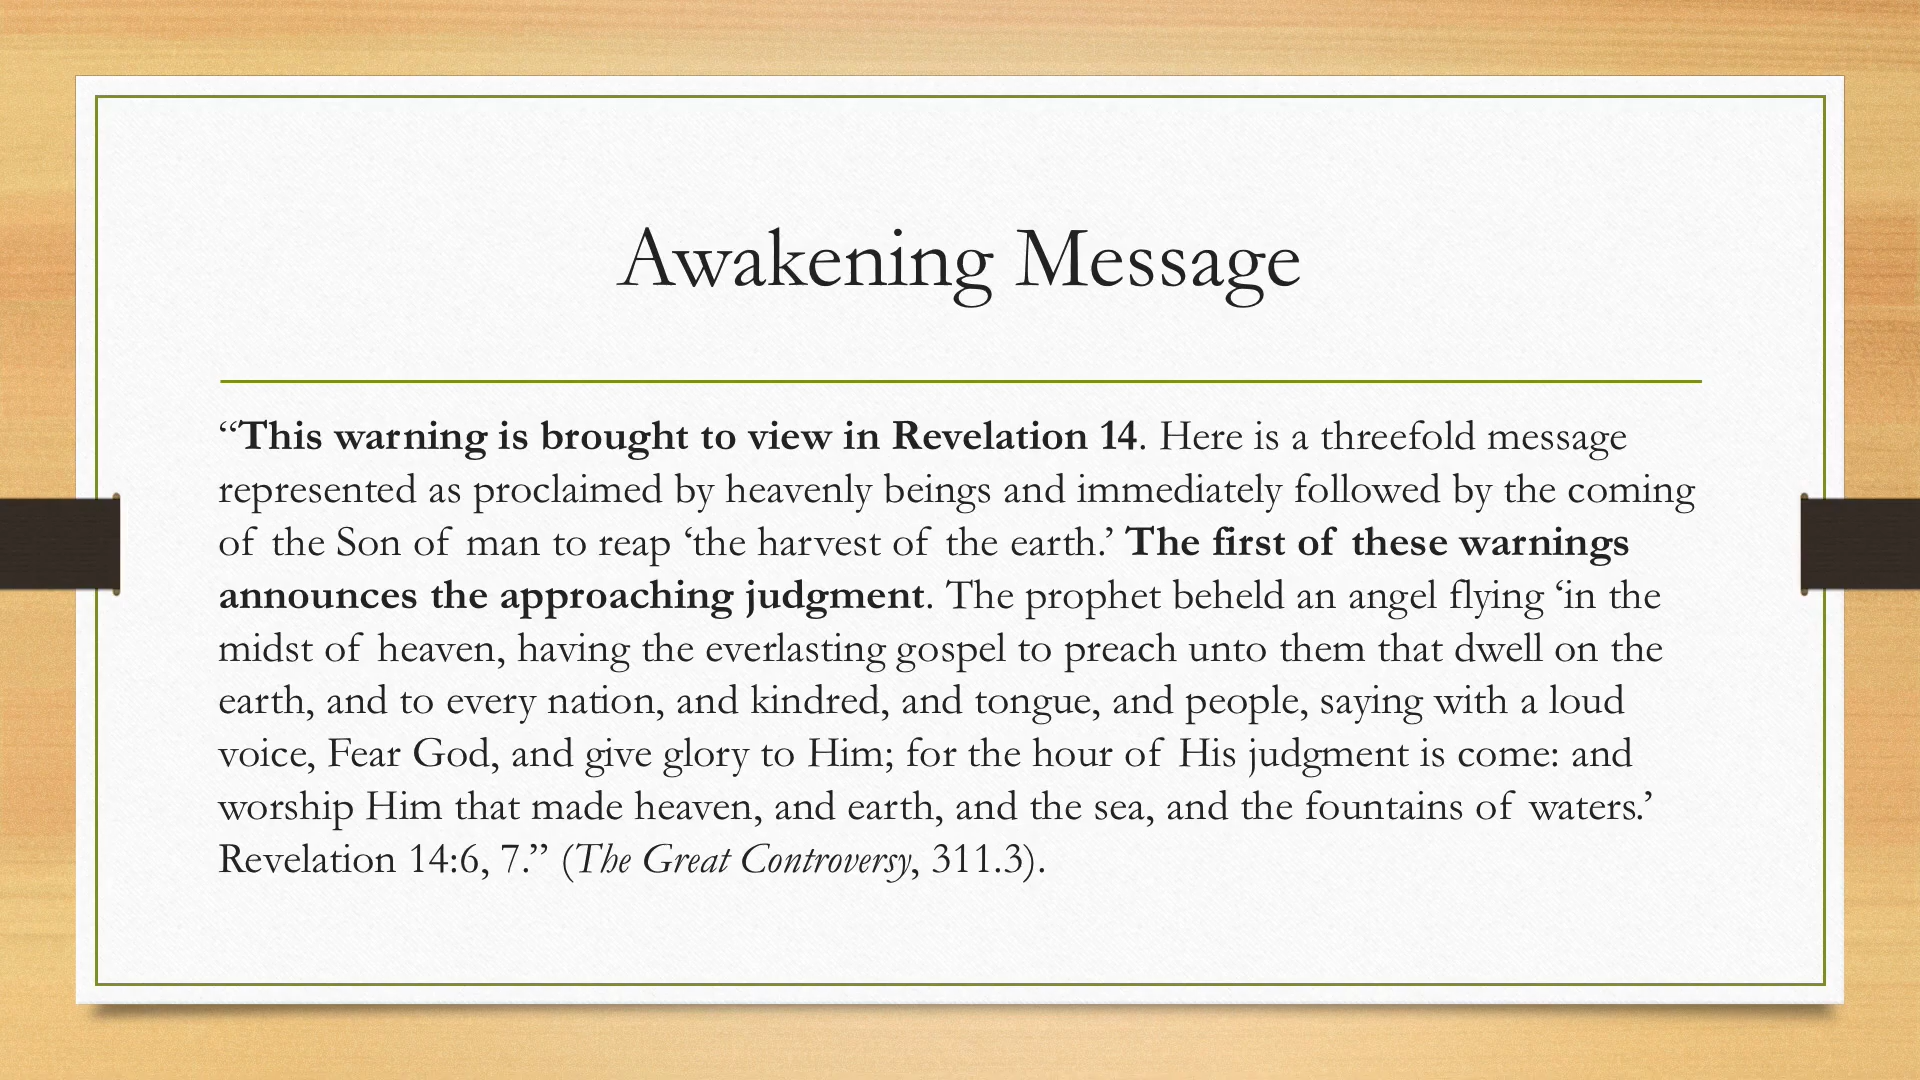 Awakening Message
“This warning is brought to view in Revelation 14. Here is a threefold message
represented as proclaimed by heavenly beings and immediately followed by the coming
of the Son of man to reap ‘the harvest of the earth.’ The first of these warnings
announces the approaching judgment. The prophet beheld an angel flying ‘in the
midst of heaven, having the everlasting gospel to preach unto them that dwell on the
earth, and to every nation, and kindred, and tongue, and people, saying with a loud
voice, Fear God, and give glory to Him; for the hour of His judgment is come: and
worship Him that made heaven, and earth, and the sea, and the fountains of waters.’
Revelation 14:6, 7.” (The Great Controversy, 311.3).